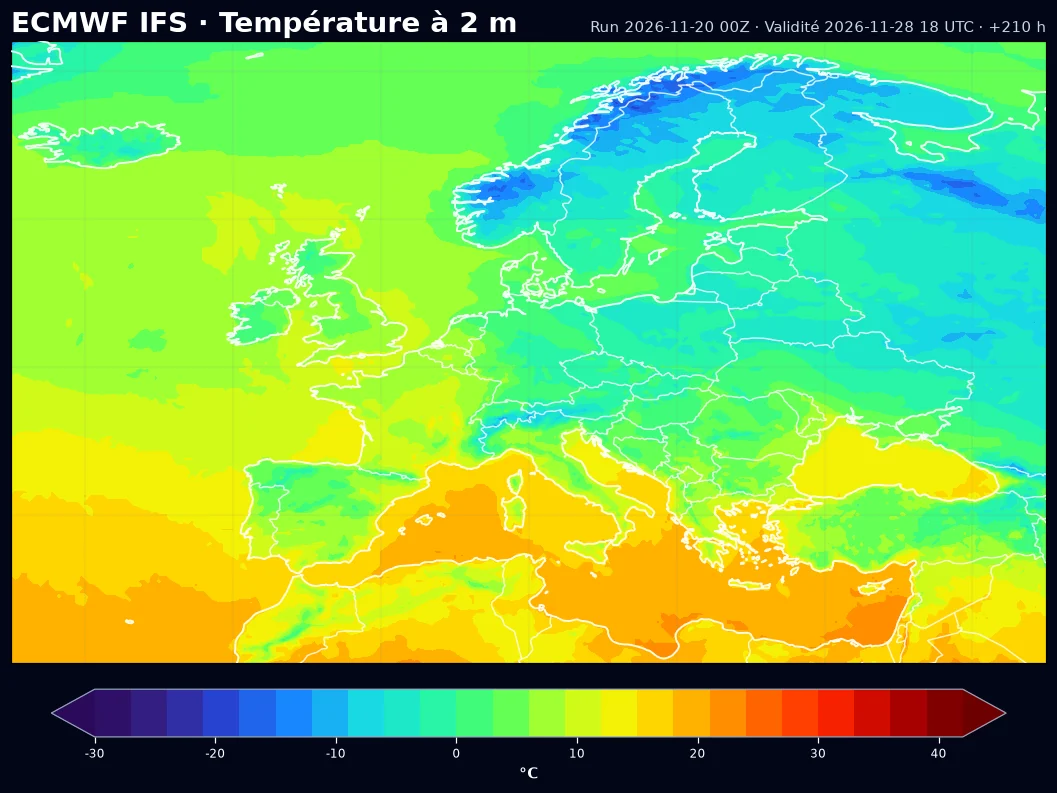 ECMWF IFS · Température à 2 m
Run 2026-11-20 00Z · Validité 2026-11-28 18 UTC · +210 h
-30 -20 -10 0 10 20 30 40
°C